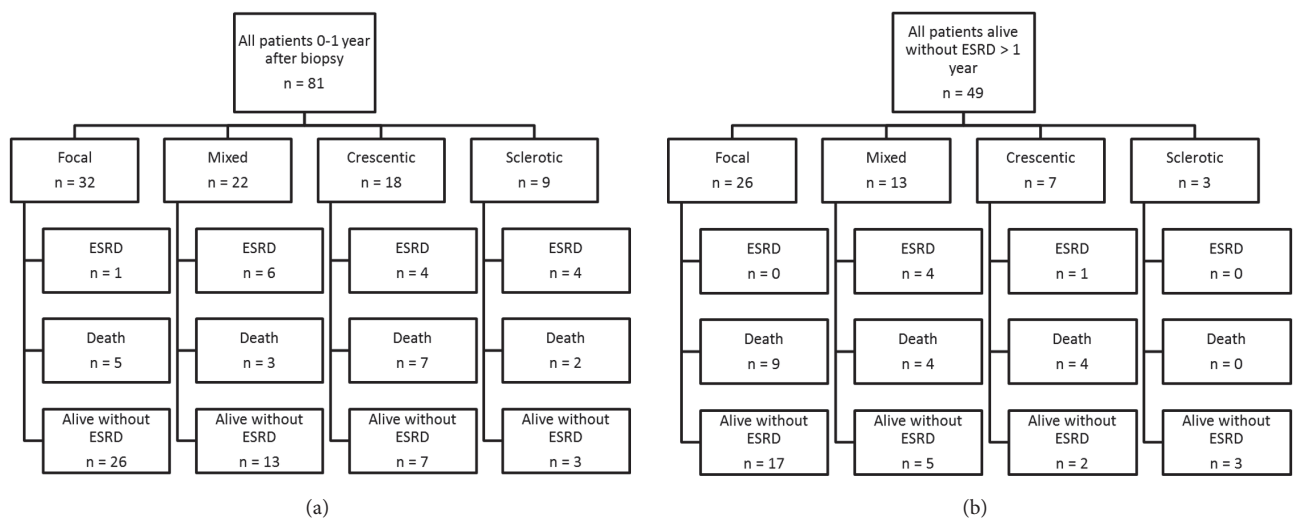 All patients 0-1 year
after biopsy
n = 81
Focal
n = 32
Mixed
n = 22
Crescentic
n = 18
Sclerotic
n = 9
ESRD
n = 1
ESRD
n = 6
ESRD
n = 4
ESRD
n = 4
Death
n = 5
Death
n = 3
Death
n = 7
Death
n = 2
Alive without
ESRD
n = 26
Alive without
ESRD
n = 13
Alive without
ESRD
n = 7
Alive without
ESRD
n = 3
(a)
All patients alive
without ESRD > 1
year
n = 49
Focal
n = 26
Mixed
n = 13
Crescentic
n = 7
Sclerotic
n = 3
ESRD
n = 0
ESRD
n = 4
ESRD
n = 1
ESRD
n = 0
Death
n = 9
Death
n = 4
Death
n = 4
Death
n = 0
Alive without
ESRD
n = 17
Alive without
ESRD
n = 5
Alive without
ESRD
n = 2
Alive without
ESRD
n = 3
(b)